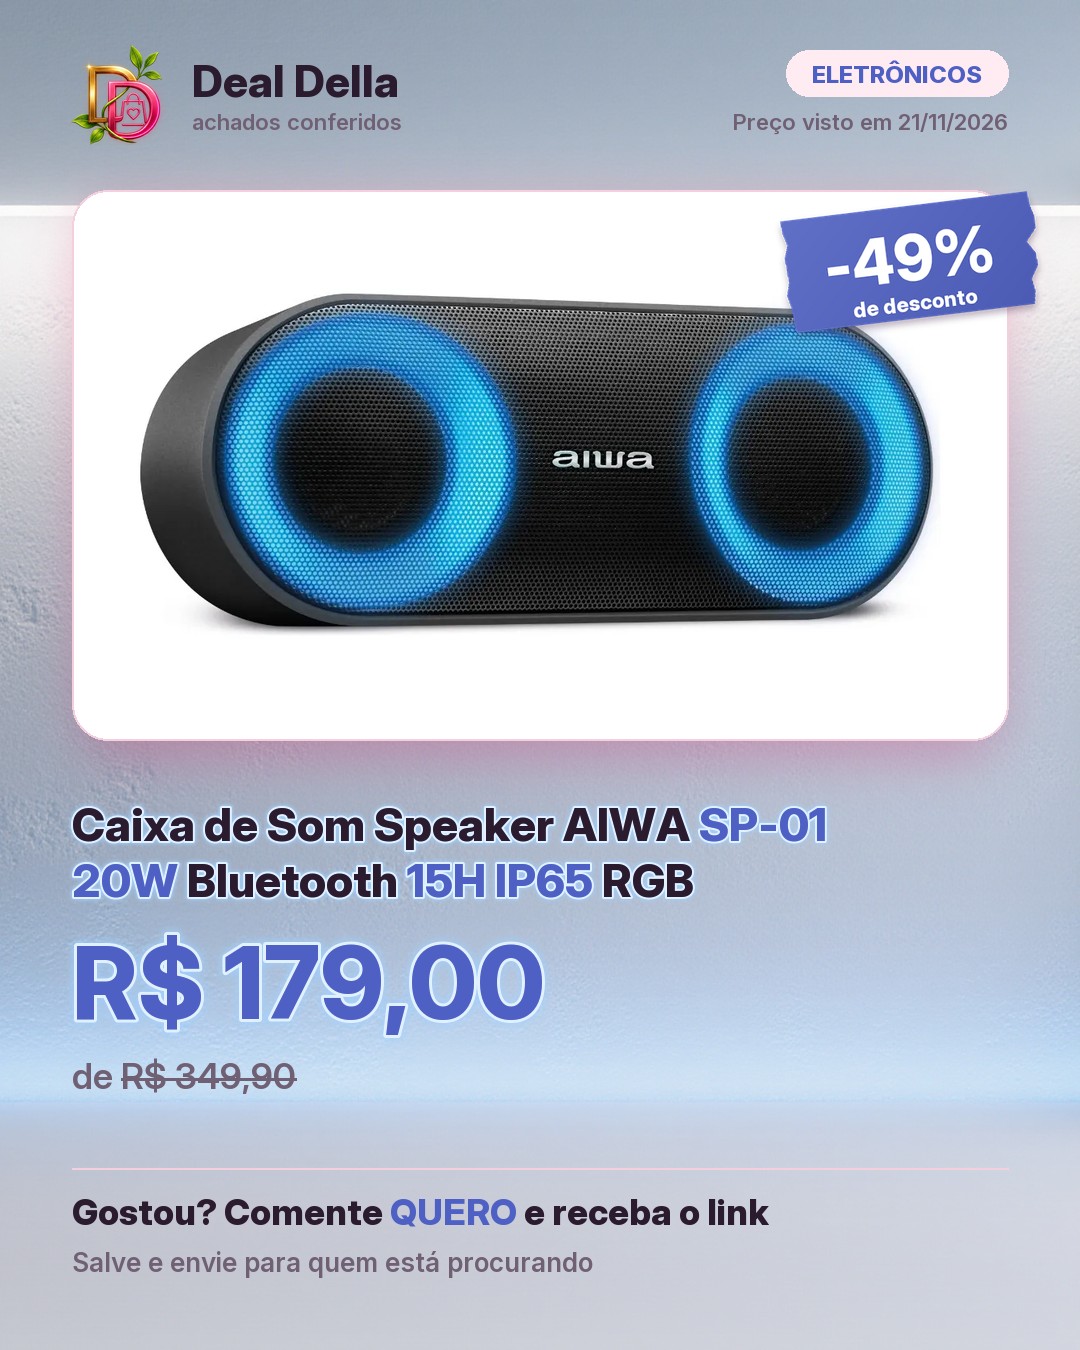 Deal Della
achados conferidos
ELETRÔNICOS
Preço visto em 21/11/2026
-49%
de desconto
aiwa
Caixa de Som Speaker AIWA SP-01
20W Bluetooth 15H IP65 RGB
R$ 179,00
de R$ 349,90
Gostou? Comente QUERO e receba o link
Salve e envie para quem está procurando